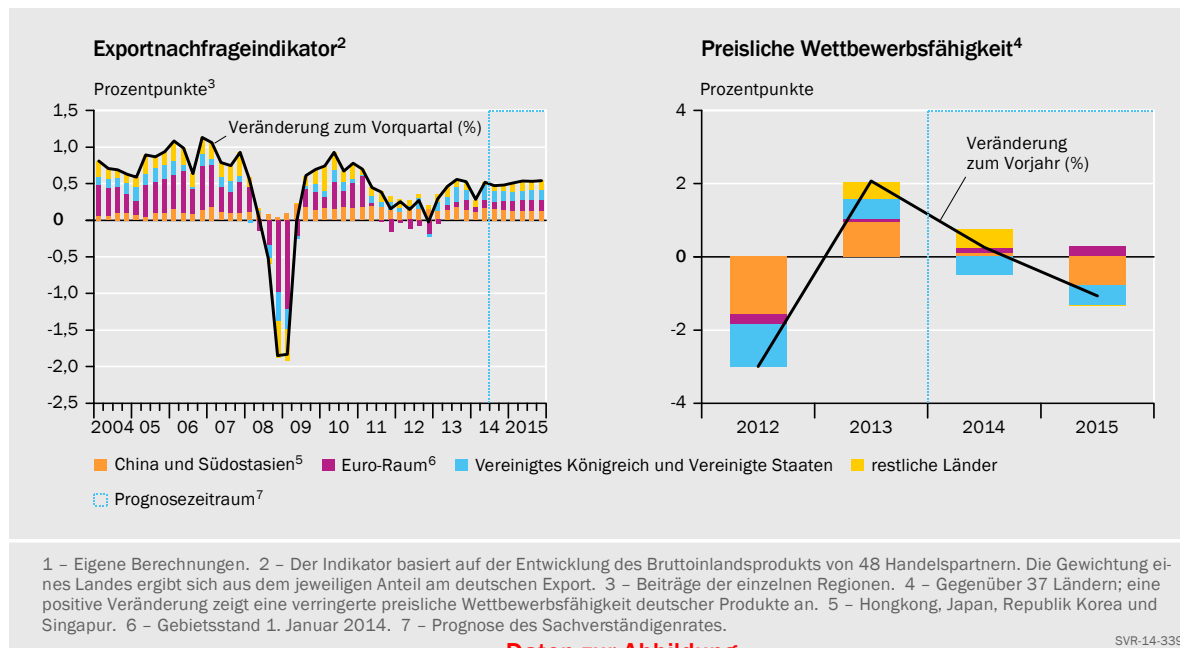 Exportnachfrageindikator²
Prozentpunkte³
1,5
1,0
0,5
0
-0,5
-1,0
-1,5
-2,0
-2,5
Veränderung zum Vorquartal (%)
2004 05 06 07 08 09 10 11 12 13 14 2015
Preisliche Wettbewerbsfähigkeit⁴
Prozentpunkte
4
2
0
-2
-4
Veränderung
zum Vorjahr (%)
2012 2013 2014 2015
China und Südostasien⁵ Euro-Raum⁶ Vereinigtes Königreich und Vereinigte Staaten restliche Länder
Prognosezeitraum⁷
1 – Eigene Berechnungen. 2 – Der Indikator basiert auf der Entwicklung des Bruttoinlandsprodukts von 48 Handelspartnern. Die Gewichtung ei-
nes Landes ergibt sich aus dem jeweiligen Anteil am deutschen Export. 3 – Beiträge der einzelnen Regionen. 4 – Gegenüber 37 Ländern; eine
positive Veränderung zeigt eine verringerte preisliche Wettbewerbsfähigkeit deutscher Produkte an. 5 – Hongkong, Japan, Republik Korea und
Singapur. 6 – Gebietsstand 1. Januar 2014. 7 – Prognose des Sachverständigenrates.
Daten zur Abbildung
SVR-14-339